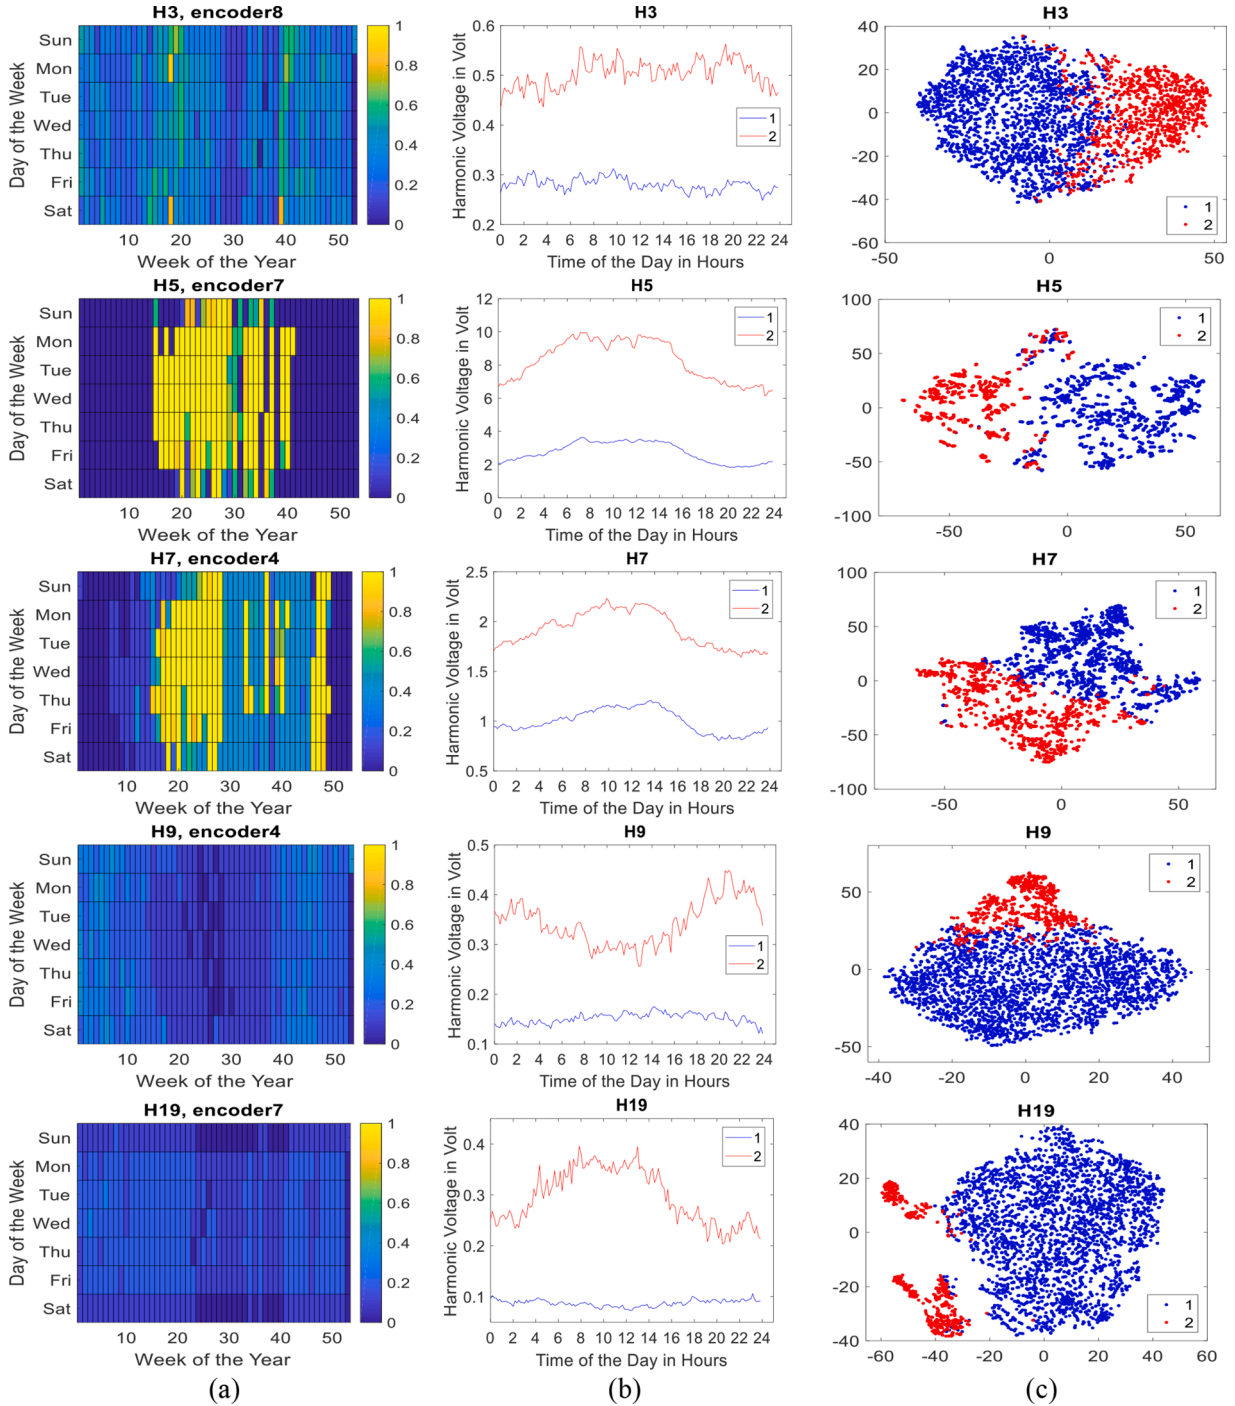 H3, encoder8
Day of the Week
Sun
Mon
Tue
Wed
Thu
Fri
Sat
10 20 30 40 50
Week of the Year
1
0.8
0.6
0.4
0.2
0
H3
Harmonic Voltage in Volt
0.6
0.5
0.4
0.3
0.2
1
2
0 2 4 6 8 10 12 14 16 18 20 22 24
Time of the Day in Hours
H3
40
20
0
-20
-40
-60
1
2
-50 0 50
H5, encoder7
Day of the Week
Sun
Mon
Tue
Wed
Thu
Fri
Sat
10 20 30 40 50
Week of the Year
1
0.8
0.6
0.4
0.2
0
H5
Harmonic Voltage in Volt
12
10
8
6
4
2
0
1
2
0 2 4 6 8 10 12 14 16 18 20 22 24
Time of the Day in Hours
H5
100
50
0
-50
-100
1
2
-50 0 50
H7, encoder4
Day of the Week
Sun
Mon
Tue
Wed
Thu
Fri
Sat
10 20 30 40 50
Week of the Year
1
0.8
0.6
0.4
0.2
0
H7
Harmonic Voltage in Volt
2.5
2
1.5
1
0.5
1
2
0 2 4 6 8 10 12 14 16 18 20 22 24
Time of the Day in Hours
H7
100
50
0
-50
-100
1
2
-50 0 50
H9, encoder4
Day of the Week
Sun
Mon
Tue
Wed
Thu
Fri
Sat
10 20 30 40 50
Week of the Year
1
0.8
0.6
0.4
0.2
0
H9
Harmonic Voltage in Volt
0.5
0.4
0.3
0.2
0.1
1
2
0 2 4 6 8 10 12 14 16 18 20 22 24
Time of the Day in Hours
H9
50
0
-50
1
2
-40 -20 0 20 40
H19, encoder7
Day of the Week
Sun
Mon
Tue
Wed
Thu
Fri
Sat
10 20 30 40 50
Week of the Year
1
0.8
0.6
0.4
0.2
0
H19
Harmonic Voltage in Volt
0.4
0.3
0.2
0.1
1
2
0 2 4 6 8 10 12 14 16 18 20 22 24
Time of the Day in Hours
H19
40
20
0
-20
-40
1
2
-60 -40 -20 0 20 40 60
(a) (b) (c)